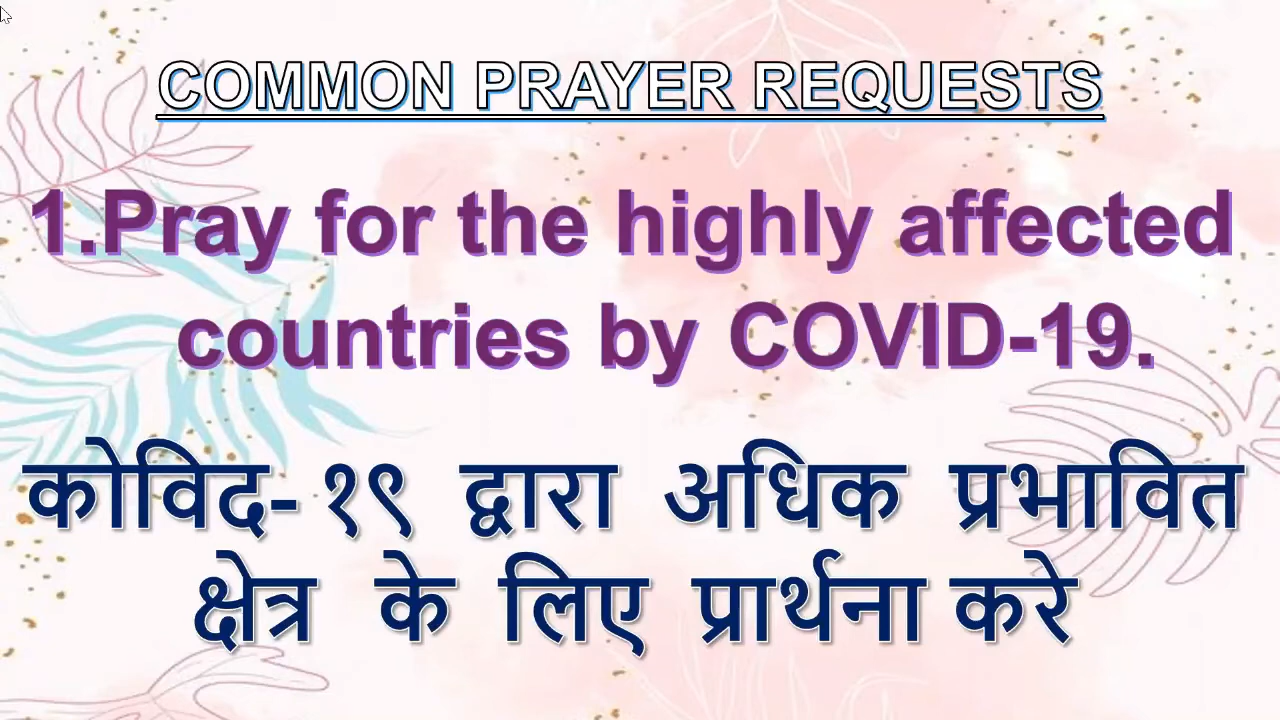 COMMON PRAYER REQUESTS
1.Pray for the highly affected
countries by COVID-19.
कोविद- १९ द्वारा अधिक प्रभावित
क्षेत्र के लिए प्रार्थना करे